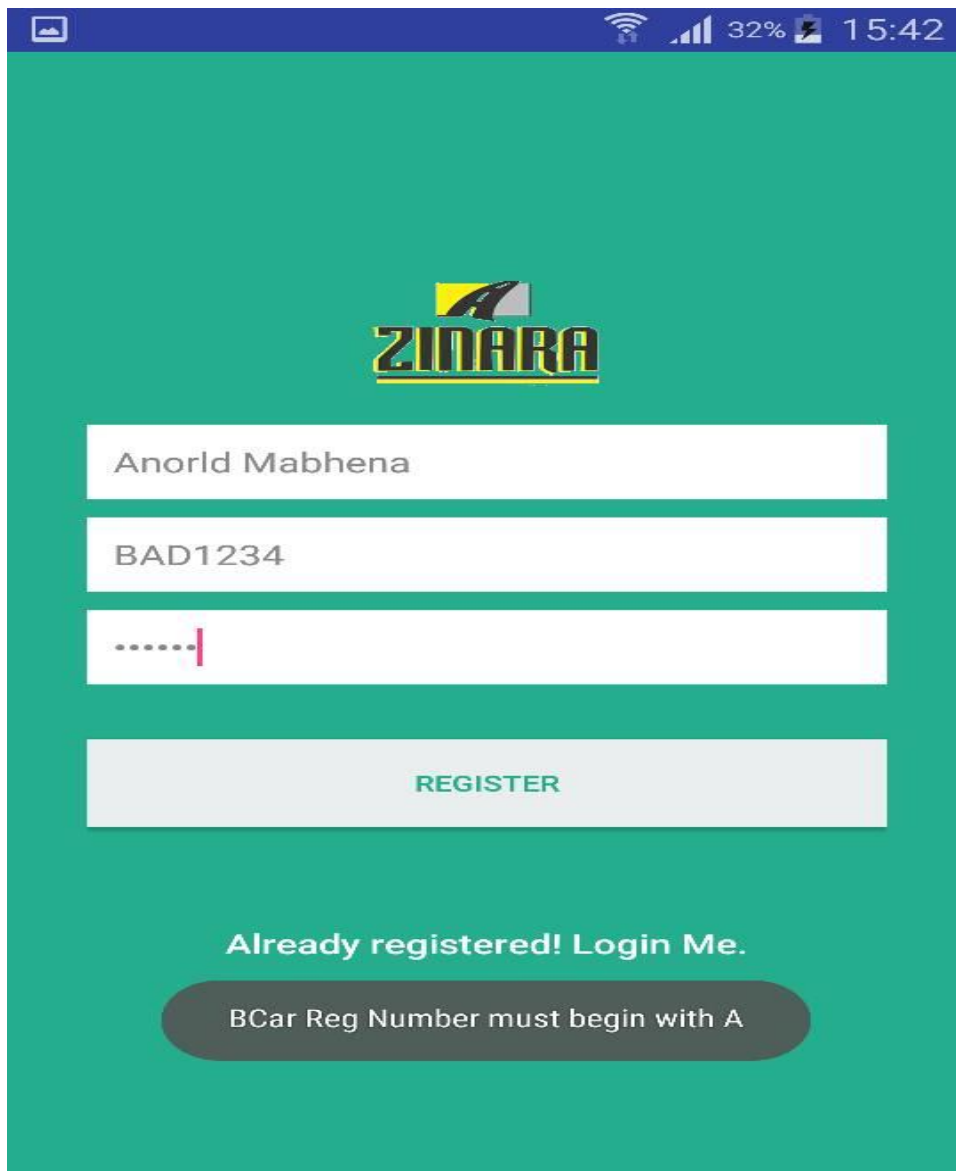 32% 15:42
ZINARA
Anorld Mabhena
BAD1234
••••••
REGISTER
Already registered! Login Me.
BCar Reg Number must begin with A